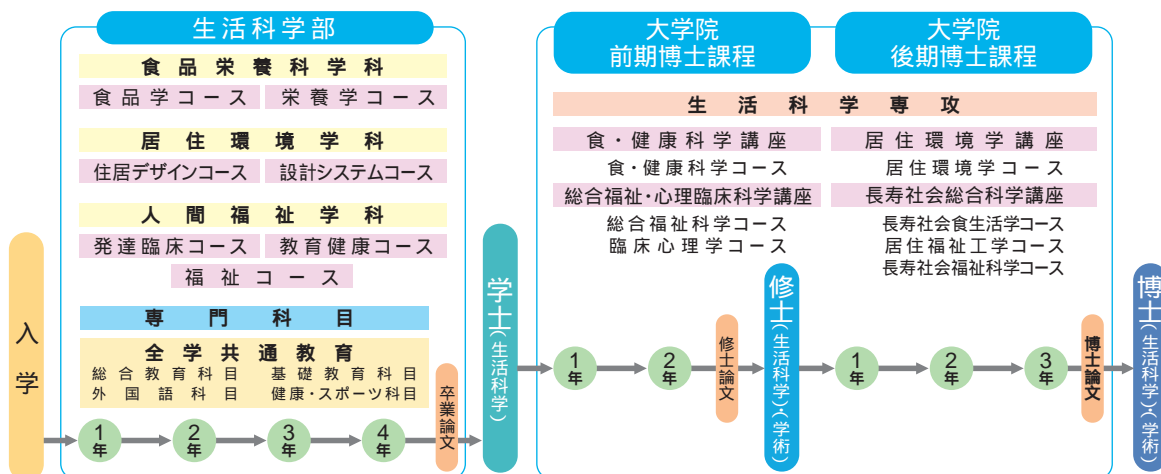 入学
生活科学部
食品栄養科学科
食品学コース 栄養学コース
居住環境学科
住居デザインコース 設計システムコース
人間福祉学科
発達臨床コース 教育健康コース
福祉コース
専門科目
全学共通教育
総合教育科目 基礎教育科目
外国語科目 健康・スポーツ科目
1年
2年
3年
4年
卒業論文
学士(生活科学)
大学院
前期博士課程
大学院
後期博士課程
生活科学専攻
食・健康科学講座
食・健康科学コース
総合福祉・心理臨床科学講座
総合福祉科学コース
臨床心理学コース
居住環境学講座
居住環境学コース
長寿社会総合科学講座
長寿社会食生活学コース
居住福祉工学コース
長寿社会福祉科学コース
1年
2年
修士論文
修士(生活科学)・(学術)
1年
2年
3年
博士論文
博士(生活科学)・(学術)